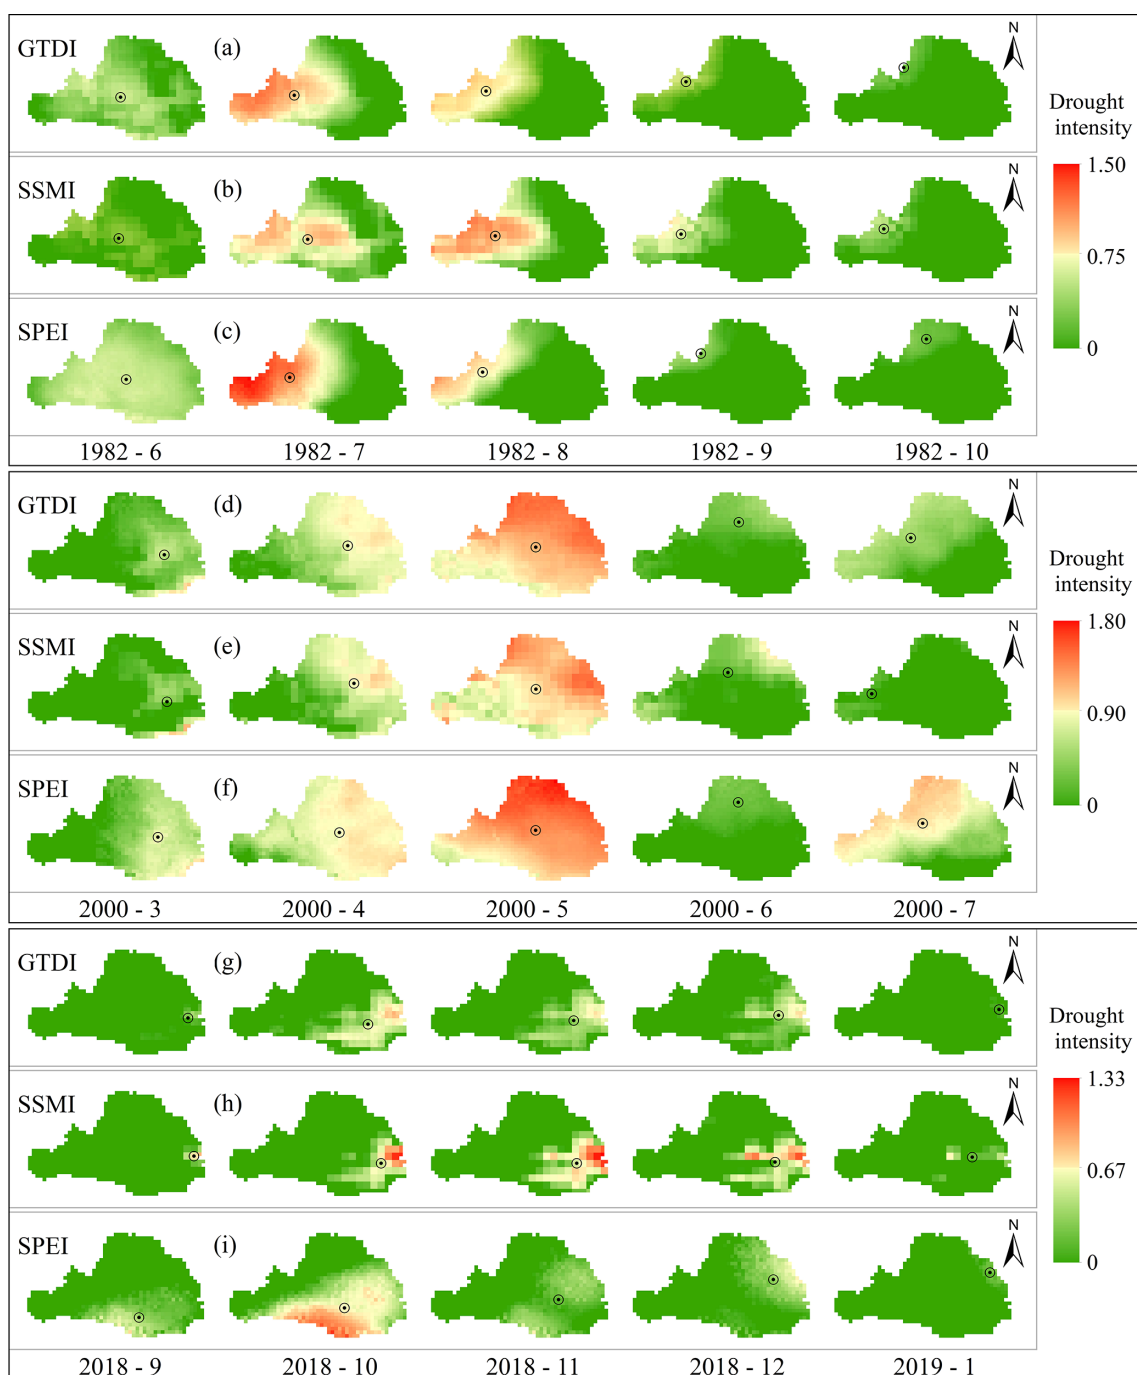 GTDI (a) N
Drought
intensity
1.50
SSMI (b) N
0.75
SPEI (c) N
0
1982 - 6 1982 - 7 1982 - 8 1982 - 9 1982 - 10
GTDI (d) N
Drought
intensity
1.80
SSMI (e) N
0.90
SPEI (f) N
0
2000 - 3 2000 - 4 2000 - 5 2000 - 6 2000 - 7
GTDI (g) N
Drought
intensity
1.33
SSMI (h) N
0.67
SPEI (i) N
0
2018 - 9 2018 - 10 2018 - 11 2018 - 12 2019 - 1